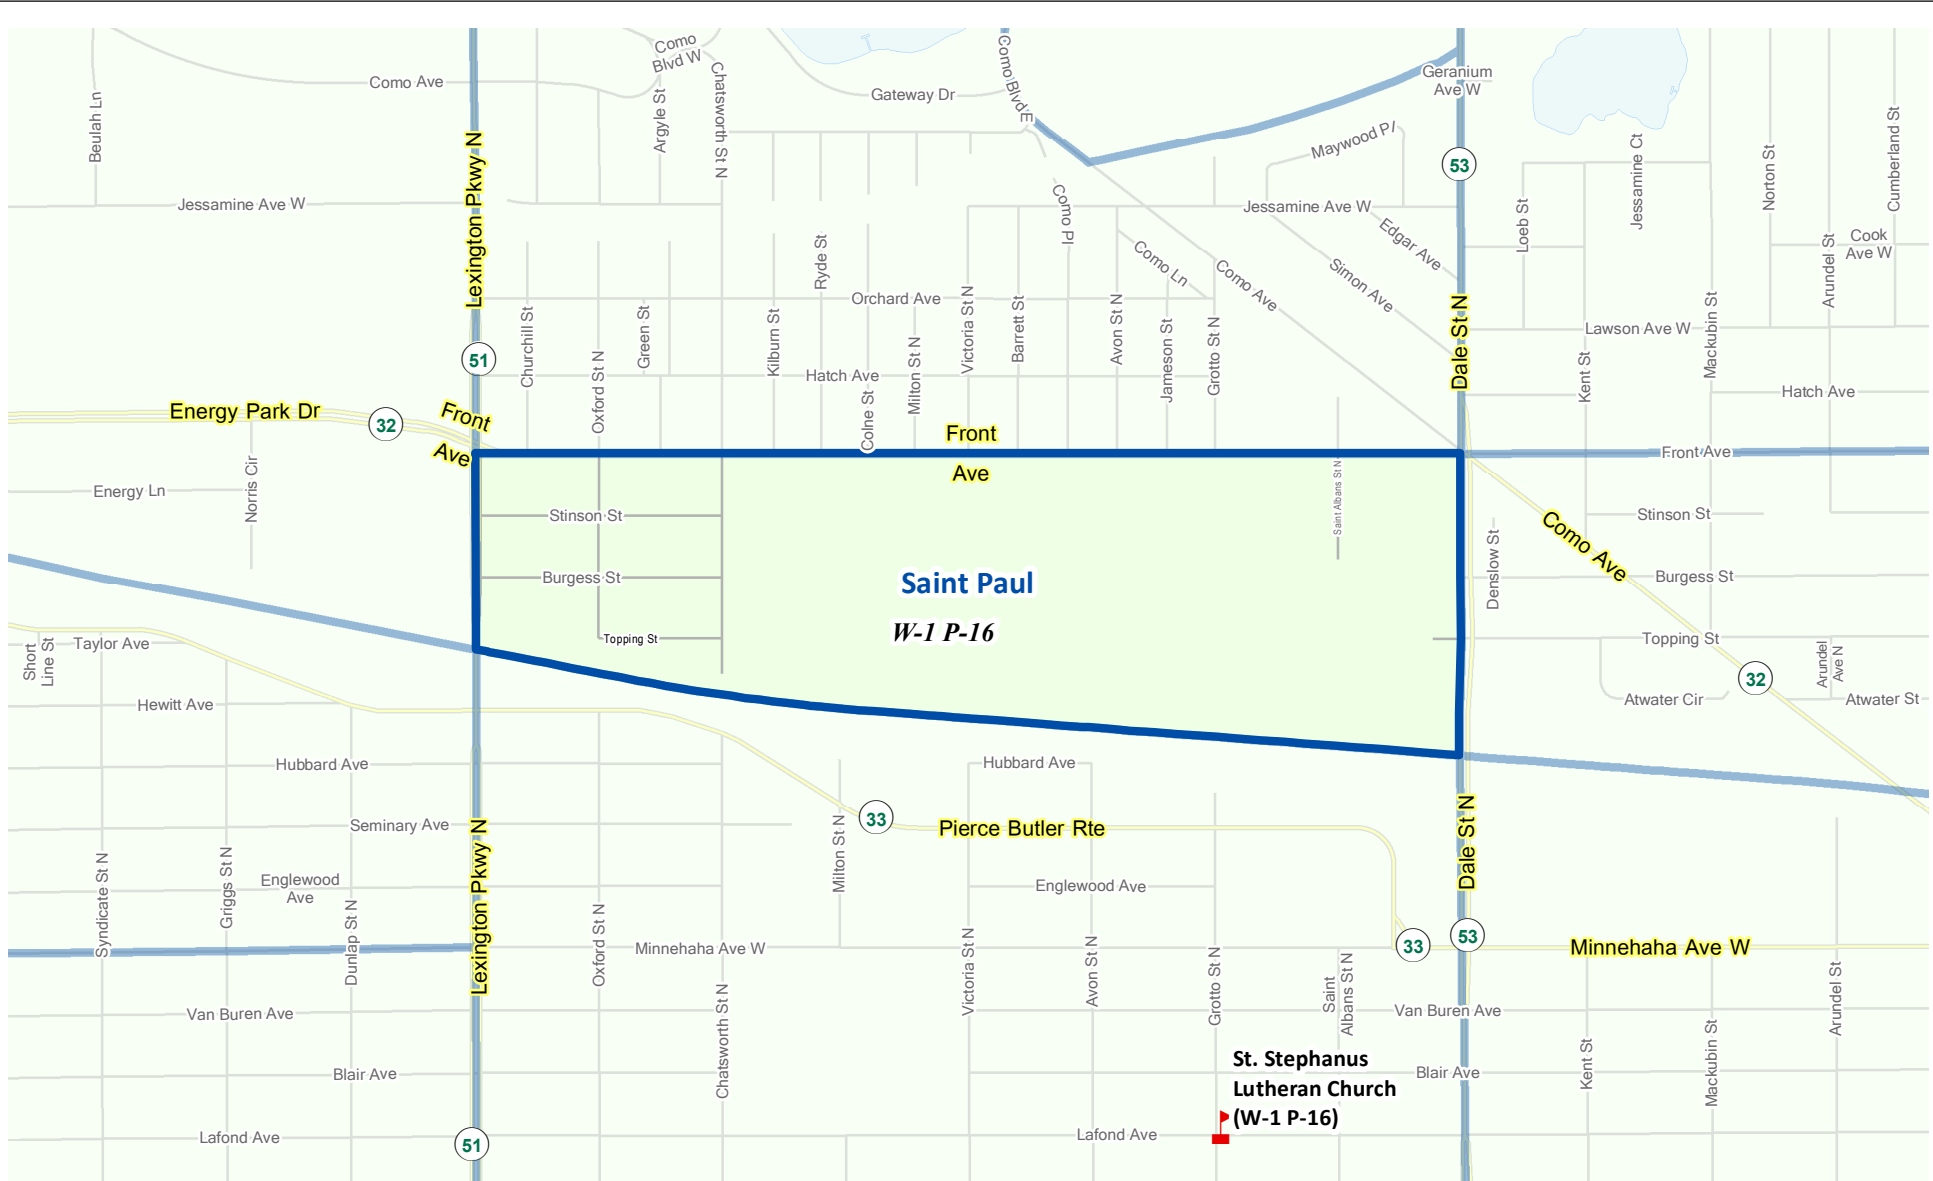 Como
Blvd W
Como Ave
Gateway Dr
Como Blvd E
Geranium
Ave W
Beulah Ln
Argyle St
Chatsworth St N
Lexington Pkwy N
53
Maywood Pl
Jessamine Ct
Norton St
Cumberland St
Jessamine Ave W
Jessamine Ave W
Como Pl
Edgar Ave
Loeb St
Cook
Ave W
Ryde St
Como Ln
Como Ave
Simon Ave
Arundel St
Orchard Ave
Churchill St
Green St
Kilburn St
Victoria St N
Barrett St
Avon St N
Jameson St
Grotto St N
Dale St N
Lawson Ave W
Mackubin St
51
Oxford St N
Hatch Ave
Milton St N
Colne St
Kent St
Hatch Ave
Energy Park Dr
32
Front
Ave
Front
Ave
Front Ave
Energy Ln
Norris Cir
Saint Albans St N
Stinson St
Stinson St
Como Ave
Denslow St
Burgess St
Burgess St
Saint Paul
W-1 P-16
Short
Line St
Taylor Ave
Topping St
Topping St
Arundel
Ave N
32
Hewitt Ave
Atwater Cir
Atwater St
Hubbard Ave
Hubbard Ave
Seminary Ave
Lexington Pkwy N
Milton St N
33
Pierce Butler Rte
Dale St N
Syndicate St N
Griggs St N
Englewood
Ave
Englewood Ave
Dunlap St N
Oxford St N
Minnehaha Ave W
Victoria St N
Avon St N
Grotto St N
33
53
Minnehaha Ave W
Saint
Albans St N
Arundel St
Van Buren Ave
Van Buren Ave
Chatsworth St N
Kent St
Mackubin St
Blair Ave
Blair Ave
St. Stephanus
Lutheran Church
(W-1 P-16)
Lafond Ave
51
Lafond Ave